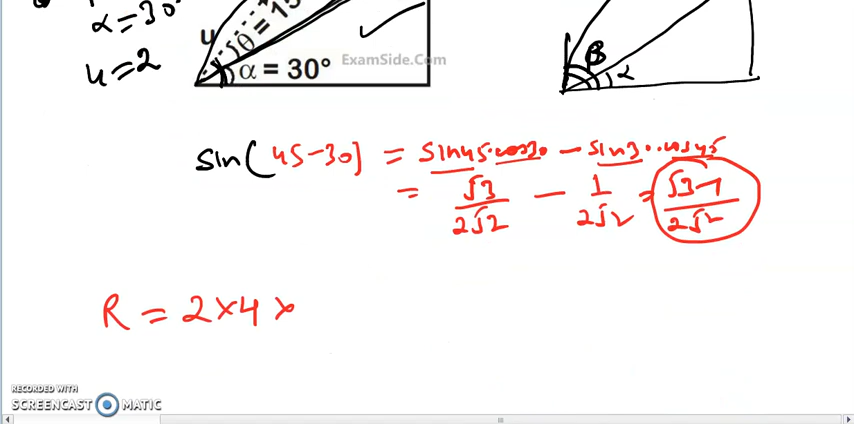 α=30°
u=2
u
θ = 15
α = 30°
ExamSide.Com
β
α
sin(45-30) = sin45.cos30 - sin30.cos45
= √3/2√2 - 1/2√2 = √3-1/2√2
R = 2×4×
RECORDED WITH
SCREENCAST MATIC